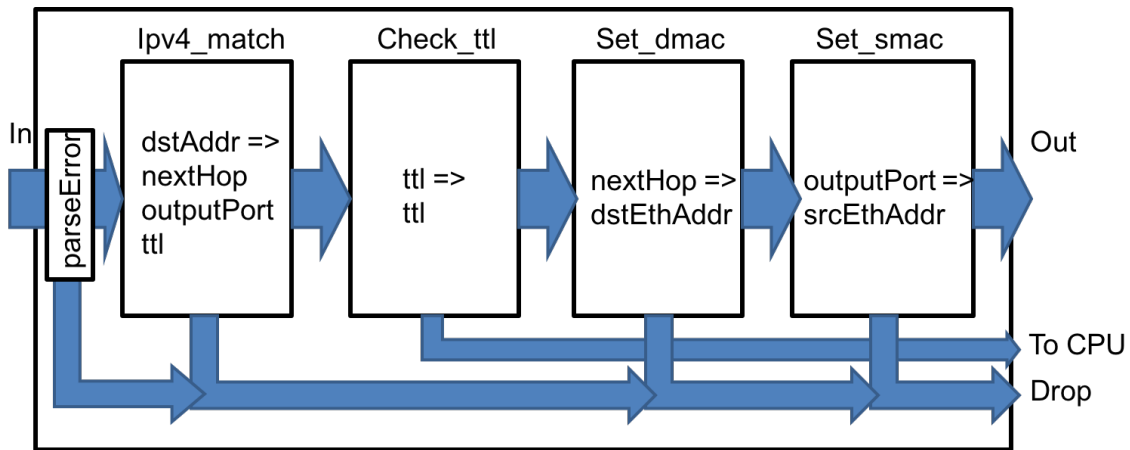 Ipv4_match
Check_ttl
Set_dmac
Set_smac
In
parseError
dstAddr =>
nextHop
outputPort
ttl
ttl =>
ttl
nextHop =>
dstEthAddr
outputPort =>
srcEthAddr
Out
To CPU
Drop